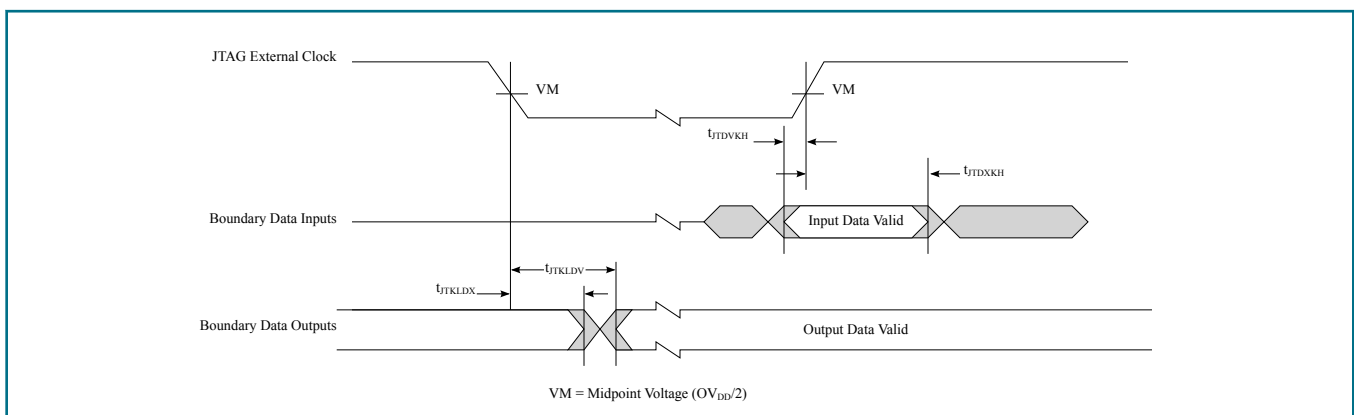 JTAG External Clock
VM
VM
tJTDVKH
tJTDXKH
Boundary Data Inputs
Input Data Valid
tJTKLDV
tJTKLDX
Boundary Data Outputs
Output Data Valid
VM = Midpoint Voltage (OVDD/2)